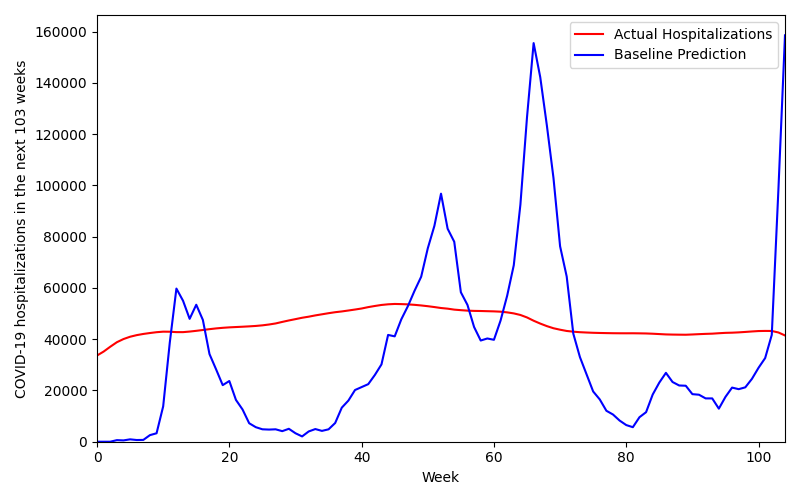 160000
140000
120000
100000
80000
60000
40000
20000
0
COVID-19 hospitalizations in the next 103 weeks
Actual Hospitalizations
Baseline Prediction
0 20 40 60 80 100
Week